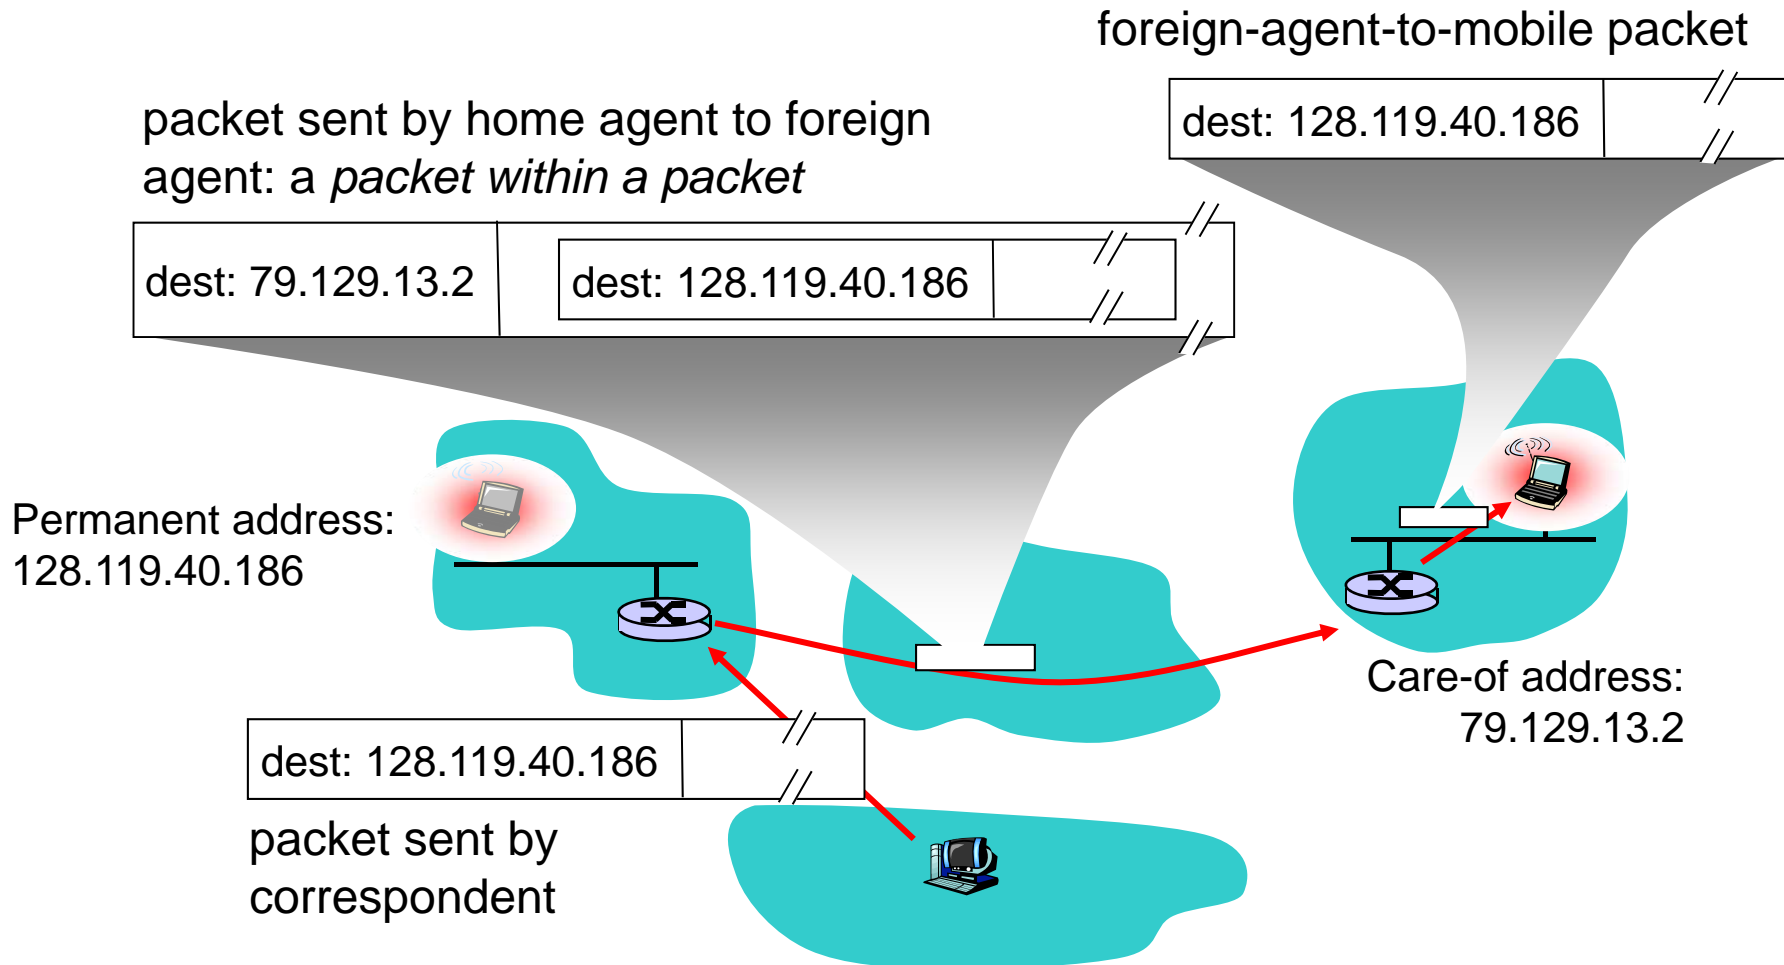 foreign-agent-to-mobile packet
dest: 128.119.40.186
packet sent by home agent to foreign
agent: a packet within a packet
dest: 79.129.13.2
dest: 128.119.40.186
Permanent address:
128.119.40.186
Care-of address:
79.129.13.2
dest: 128.119.40.186
packet sent by
correspondent